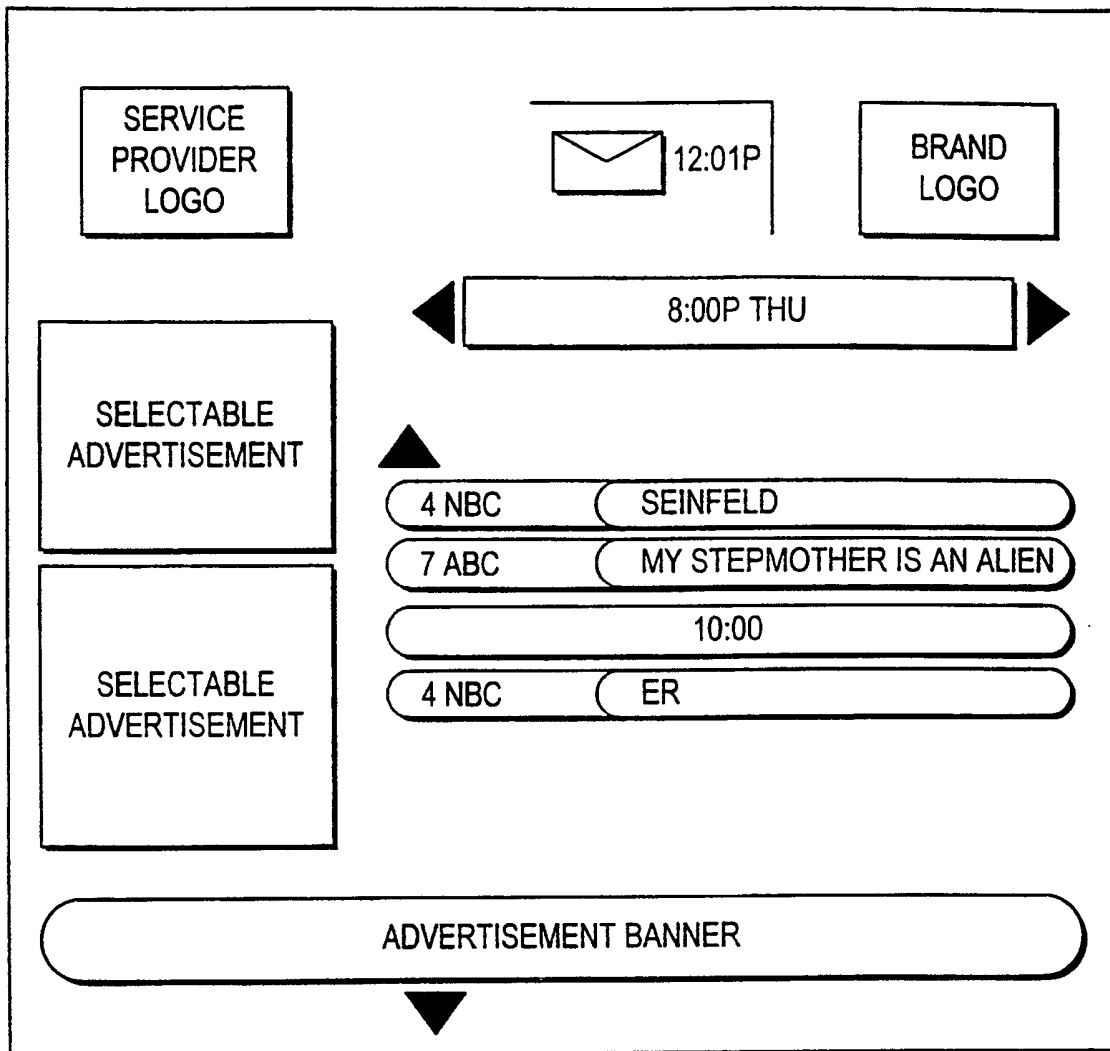 SERVICE
PROVIDER
LOGO
12:01P
BRAND
LOGO
8:00P THU
SELECTABLE
ADVERTISEMENT
4 NBC SEINFELD
7 ABC MY STEPMOTHER IS AN ALIEN
10:00
4 NBC ER
SELECTABLE
ADVERTISEMENT
ADVERTISEMENT BANNER